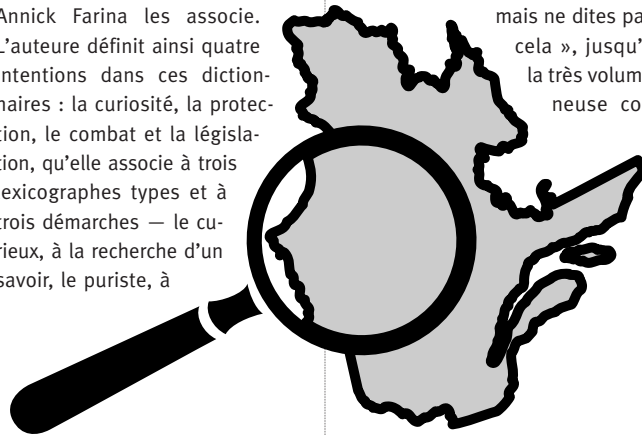 Annick Farina les associe.
L’auteure définit ainsi quatre
intentions dans ces diction-
naires : la curiosité, la protec-
tion, le combat et la législa-
tion, qu’elle associe à trois
lexicographes types et à
trois démarches — le cu-
rieux, à la recherche d’un
savoir, le puriste, à
mais ne dites pa
cela », jusqu’
la très volum
neuse co